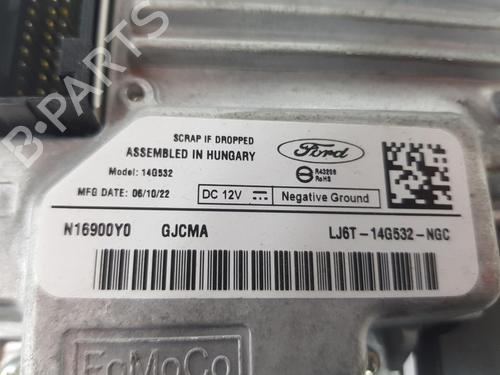 SCRAP IF DROPPED
ASSEMBLED IN HUNGARY
Ford
Model: 14G532
R43208
RoHS
MFG DATE: 06/10/22
DC 12V
Negative Ground
N16900Y0 GJCMA LJ6T-14G532-NGC
FoMoCo
B-PARTS